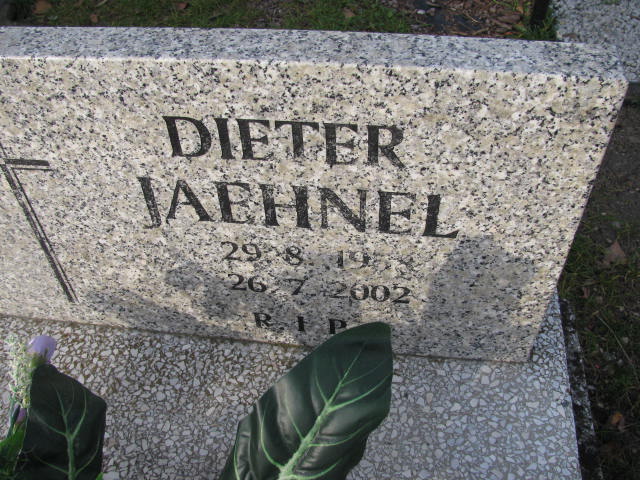 DIETER
JAEHNEL
29.8.
26.7.2002
R.I.P.